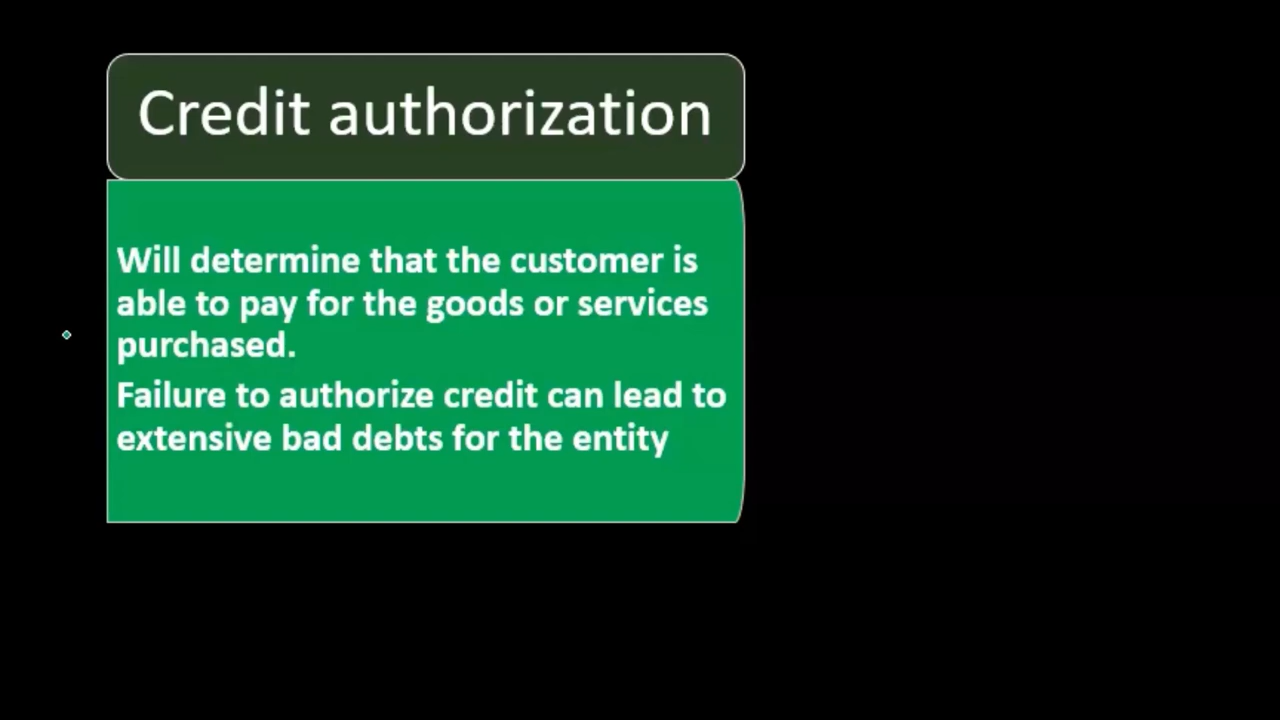 Credit authorization
Will determine that the customer is
able to pay for the goods or services
purchased.
Failure to authorize credit can lead to
extensive bad debts for the entity